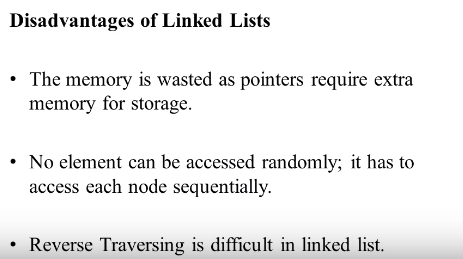 Disadvantages of Linked Lists
• The memory is wasted as pointers require extra
memory for storage.
• No element can be accessed randomly; it has to
access each node sequentially.
• Reverse Traversing is difficult in linked list.